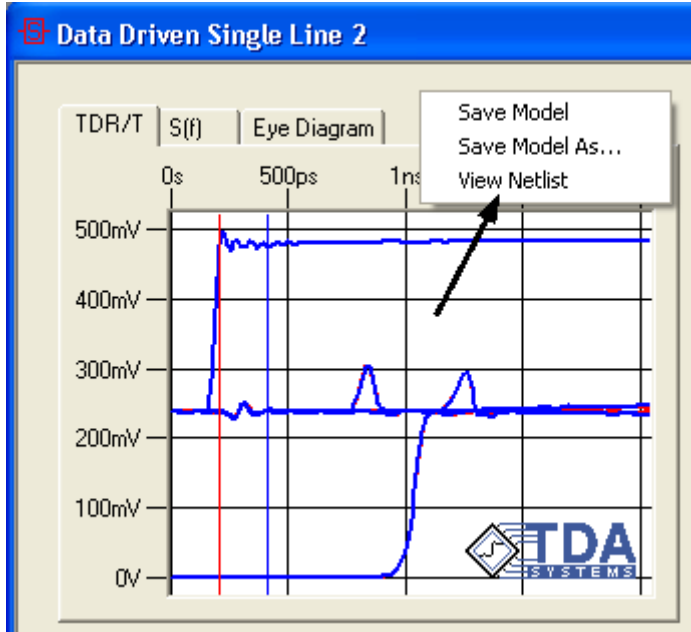 Data Driven Single Line 2
TDR/T S(f) Eye Diagram
Save Model
Save Model As...
View Netlist
0s 500ps 1ns
500mV
400mV
300mV
200mV
100mV
0V
TDA
SYSTEMS